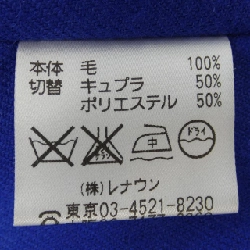 本体 毛 100%
切替 キュプラ 50%
ポリエステル 50%
ドライ
(株)レナウン
東京03-4521-8230